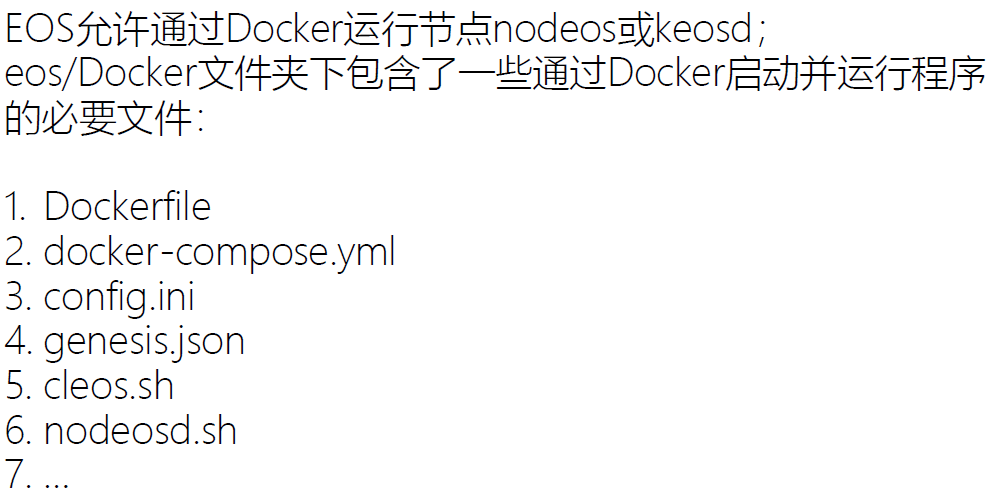 EOS允许通过Docker运行节点nodeos或keosd；
eos/Docker文件夹下包含了一些通过Docker启动并运行程序
的必要文件：
1. Dockerfile
2. docker-compose.yml
3. config.ini
4. genesis.json
5. cleos.sh
6. nodeosd.sh
7. ...